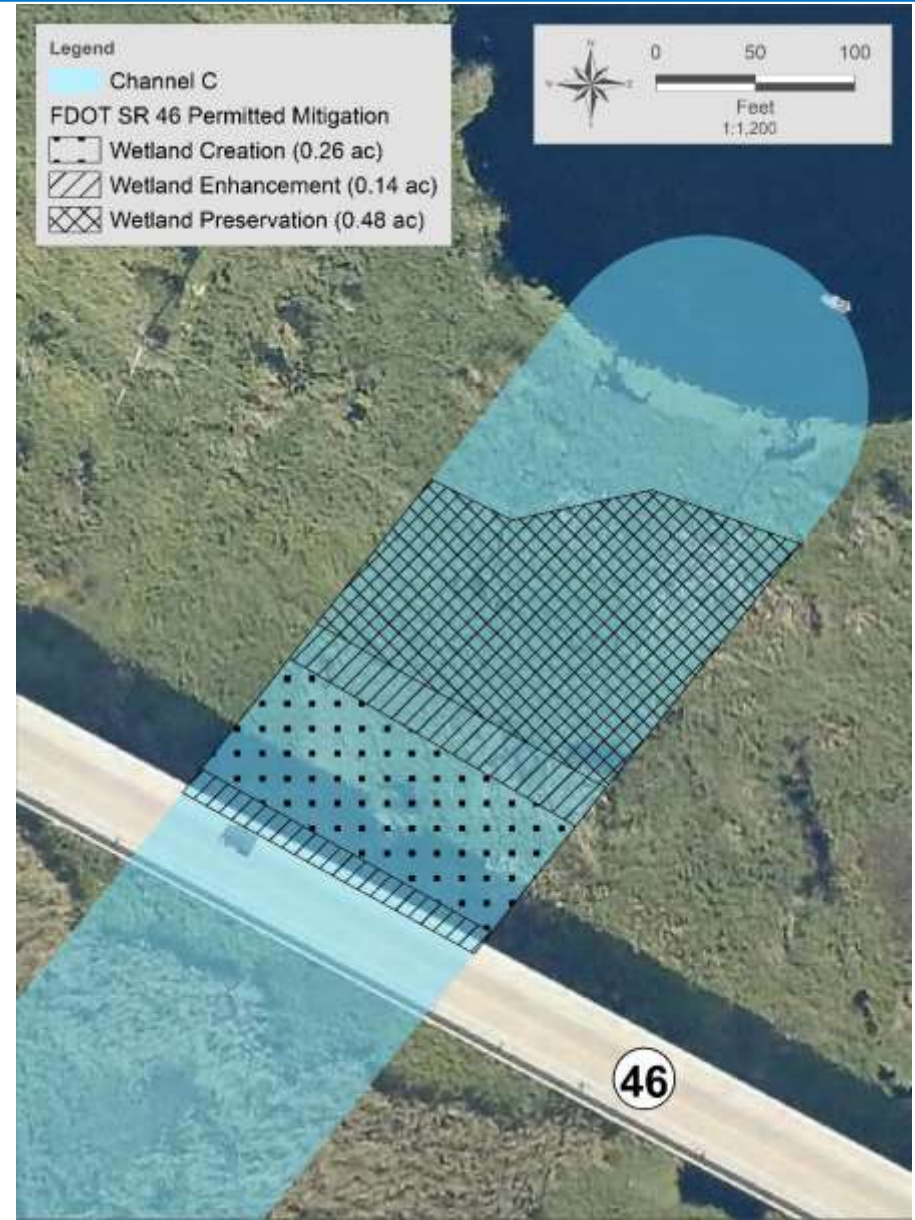 Legend
Channel C
FDOT SR 46 Permitted Mitigation
Wetland Creation (0.26 ac)
Wetland Enhancement (0.14 ac)
Wetland Preservation (0.48 ac)
N
0 50 100
Feet
1:1,200
46